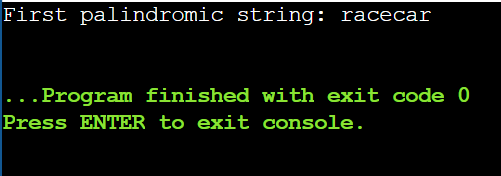 First palindromic string: racecar
...Program finished with exit code 0
Press ENTER to exit console.